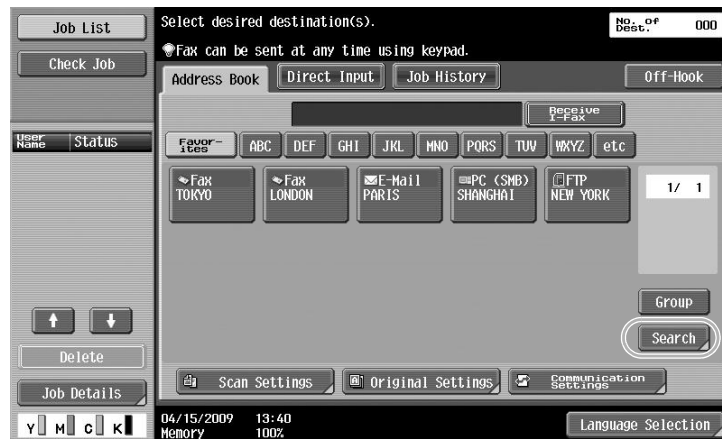 Job List
Check Job
User Name Status
Delete
Job Details
Y M C K
Select desired destination(s).
No. of Dest. 000
Fax can be sent at any time using keypad.
Address Book Direct Input Job History Off-Hook
Receive I-Fax
Favor-ites ABC DEF GHI JKL MNO PQRS TUV WXYZ etc
Fax TOKYO
Fax LONDON
E-Mail PARIS
PC (SMB) SHANGHAI
FTP NEW YORK
1/ 1
Group
Search
Scan Settings Original Settings Communication Settings
04/15/2009 13:40
Memory 100%
Language Selection